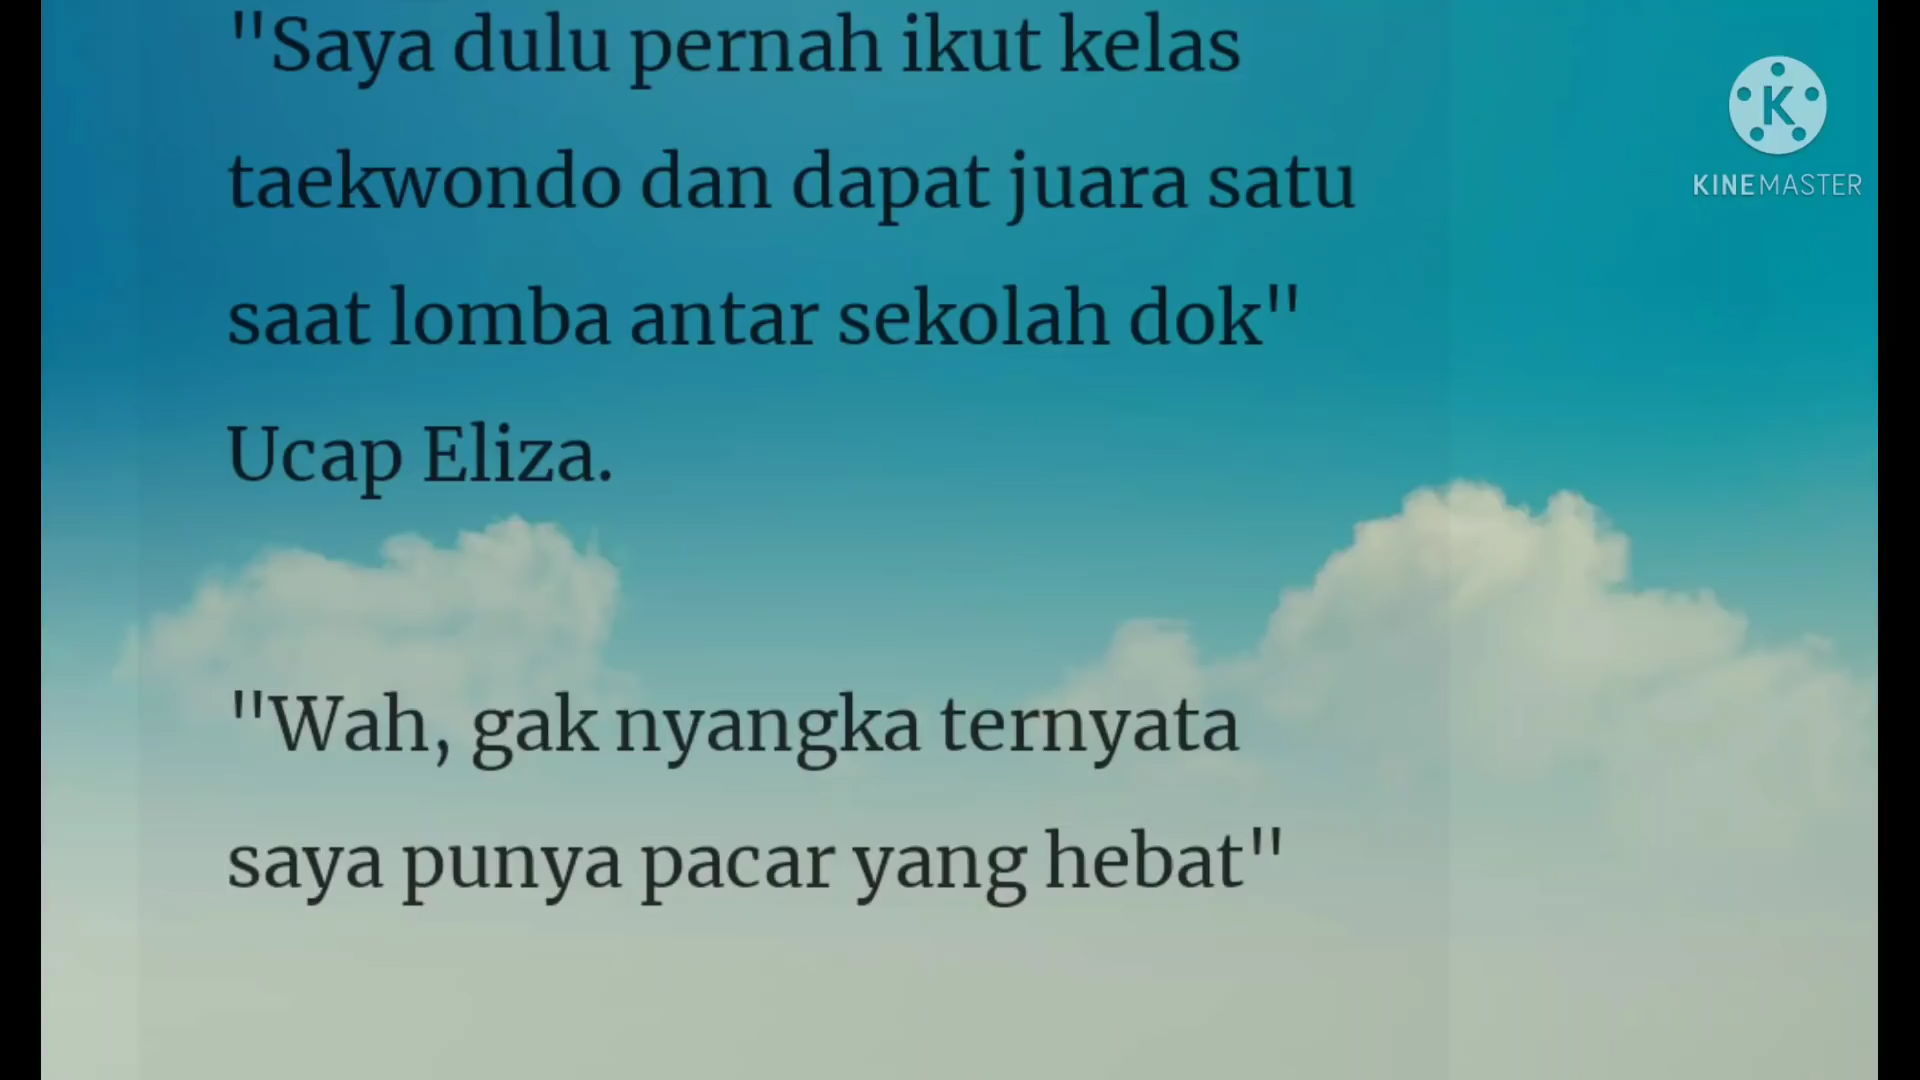 "Saya dulu pernah ikut kelas
taekwondo dan dapat juara satu
saat lomba antar sekolah dok"
Ucap Eliza.
"Wah, gak nyangka ternyata
saya punya pacar yang hebat"
K
KINEMASTER